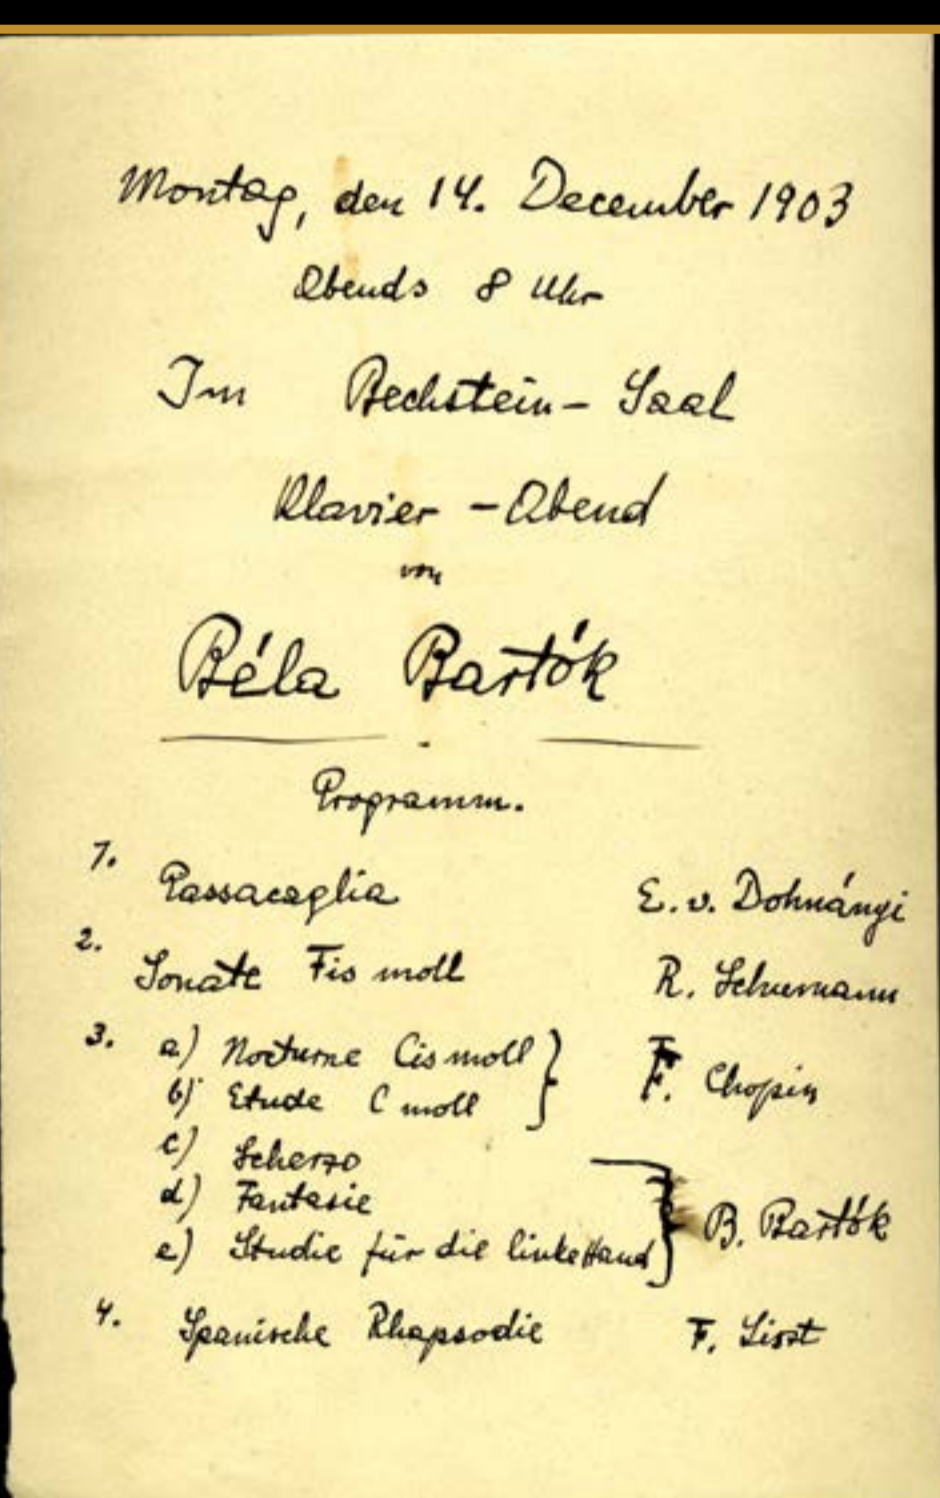 Montag, den 14. December 1903
Abends 8 Uhr
Im Bechstein-Saal
Klavier-Abend
von
Béla Bartók
Programm.
1. Passacaglia E. v. Dohnányi
2. Sonate Fis moll R. Schumann
3. a) Nocturne Cis moll } F. Chopin
b) Etude C moll
c) Scherzo
d) Fantasie } B. Bartók
e) Studie für die linke Hand
4. Spanische Rhapsodie F. Liszt